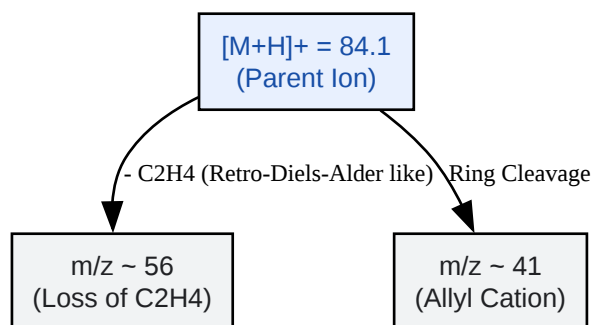 [M+H]+ = 84.1
(Parent Ion)
- C2H4 (Retro-Diels-Alder like)
Ring Cleavage
m/z ~ 56
(Loss of C2H4)
m/z ~ 41
(Allyl Cation)